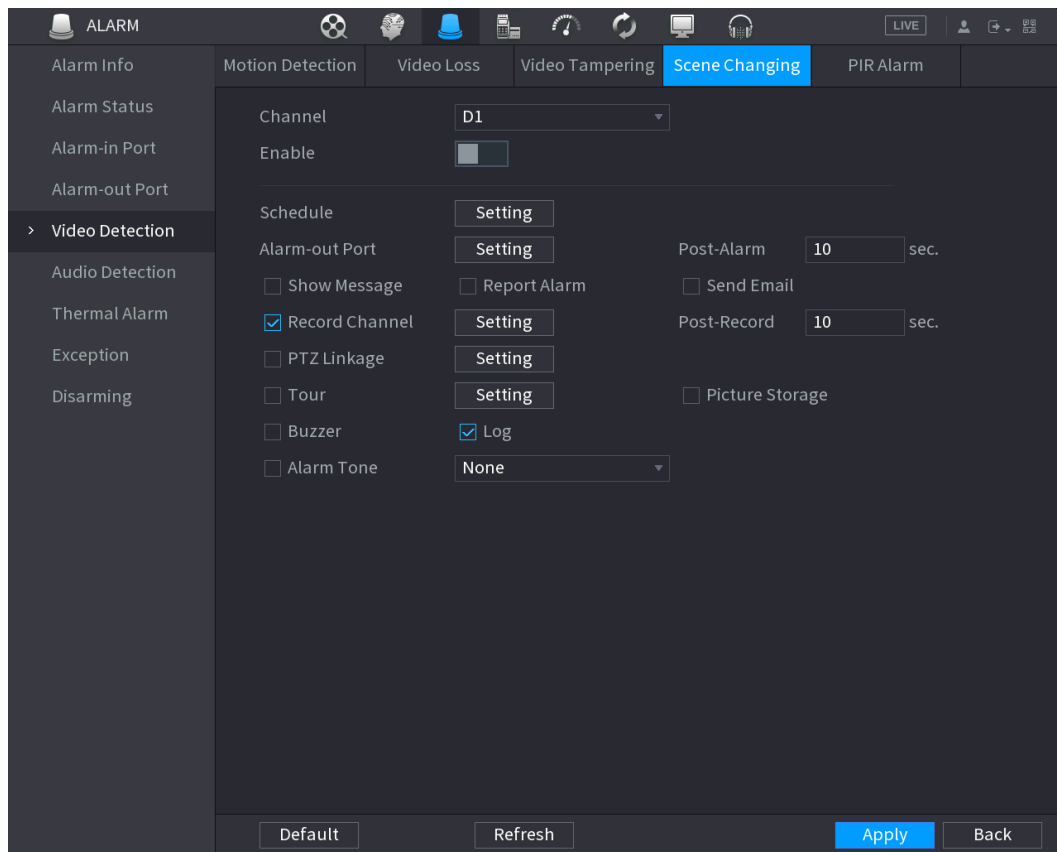 ALARM LIVE
Alarm Info
Alarm Status
Alarm-in Port
Alarm-out Port
> Video Detection
Audio Detection
Thermal Alarm
Exception
Disarming
Motion Detection Video Loss Video Tampering Scene Changing PIR Alarm
Channel D1
Enable
Schedule Setting
Alarm-out Port Setting Post-Alarm 10 sec.
Show Message Report Alarm Send Email
Record Channel Setting Post-Record 10 sec.
PTZ Linkage Setting
Tour Setting Picture Storage
Buzzer Log
Alarm Tone None
Default Refresh Apply Back